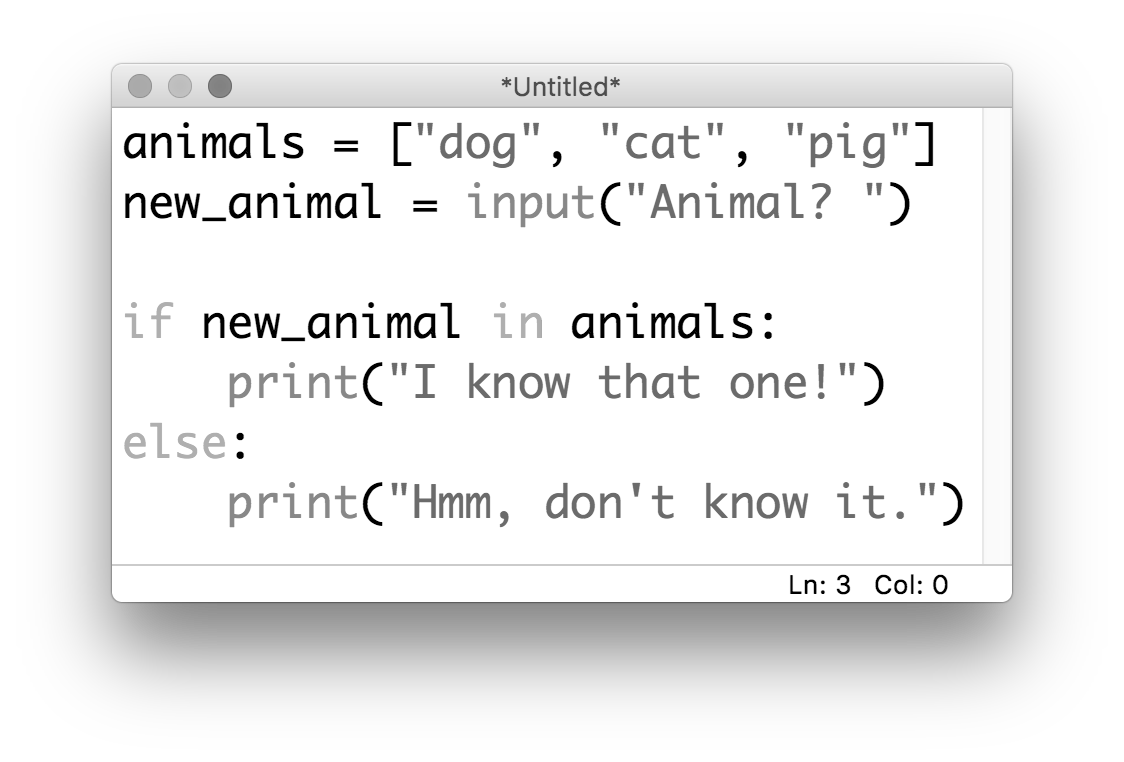 *Untitled*
animals = ["dog", "cat", "pig"]
new_animal = input("Animal? ")
if new_animal in animals:
    print("I know that one!")
else:
    print("Hmm, don't know it.")
Ln: 3 Col: 0